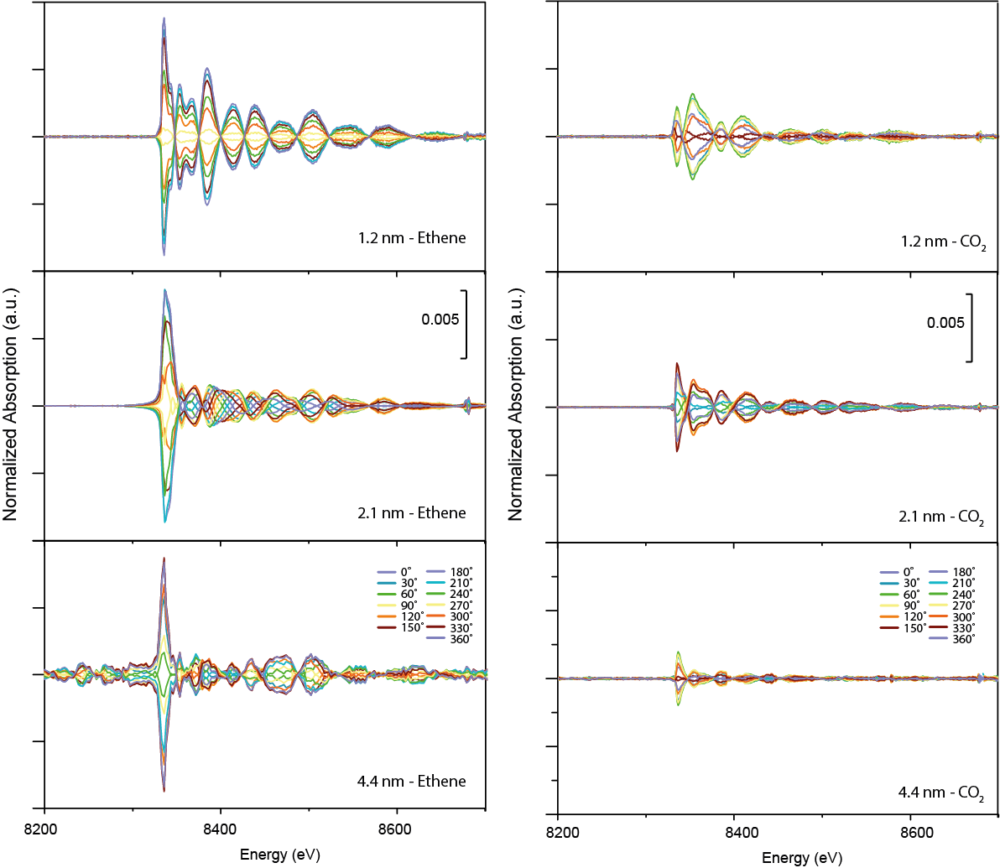 1.2 nm - Ethene
1.2 nm - CO2
Normalized Absorption (a.u.)
0.005
2.1 nm - Ethene
Normalized Absorption (a.u.)
0.005
2.1 nm - CO2
0° 180°
30° 210°
60° 240°
90° 270°
120° 300°
150° 330°
360°
4.4 nm - Ethene
0° 180°
30° 210°
60° 240°
90° 270°
120° 300°
150° 330°
360°
4.4 nm - CO2
8200 8400 8600
Energy (eV)
8200 8400 8600
Energy (eV)